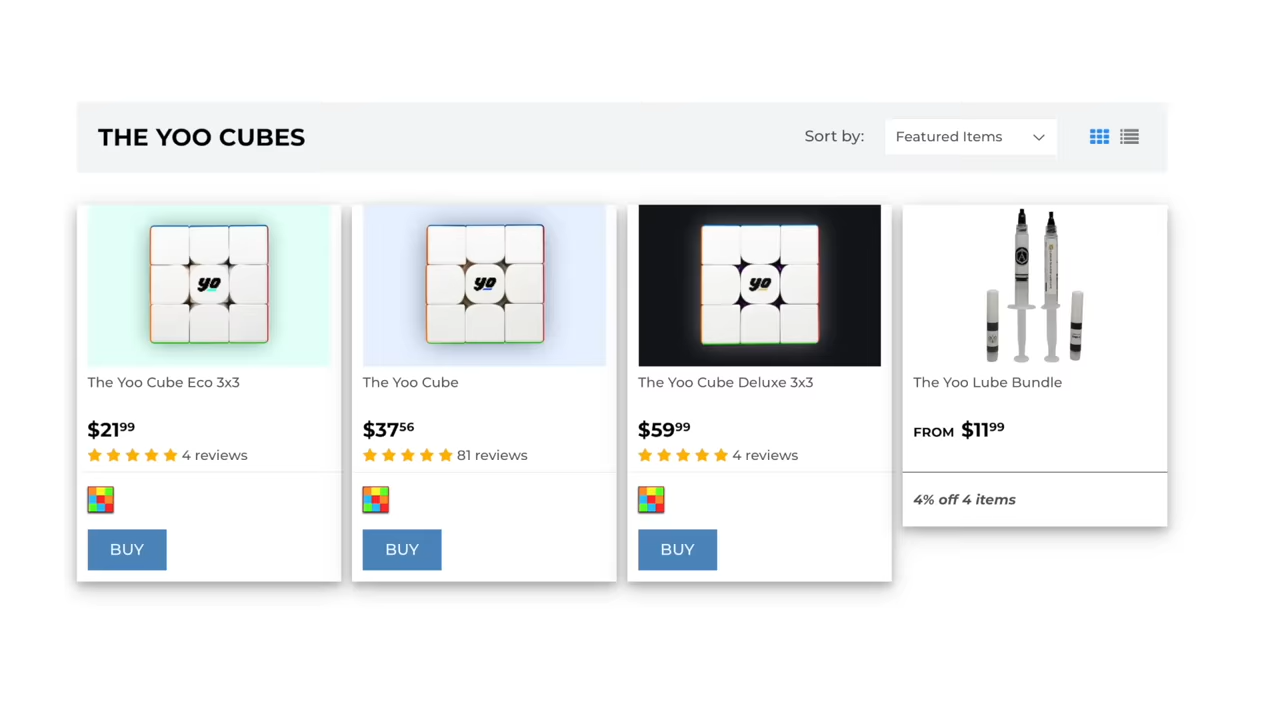 THE YOO CUBES
Sort by:
Featured Items
yo
yo
yo
The Yoo Cube Eco 3x3
The Yoo Cube
The Yoo Cube Deluxe 3x3
The Yoo Lube Bundle
$21.99
$37.56
$59.99
FROM $11.99
4 reviews
81 reviews
4 reviews
4% off 4 items
BUY
BUY
BUY